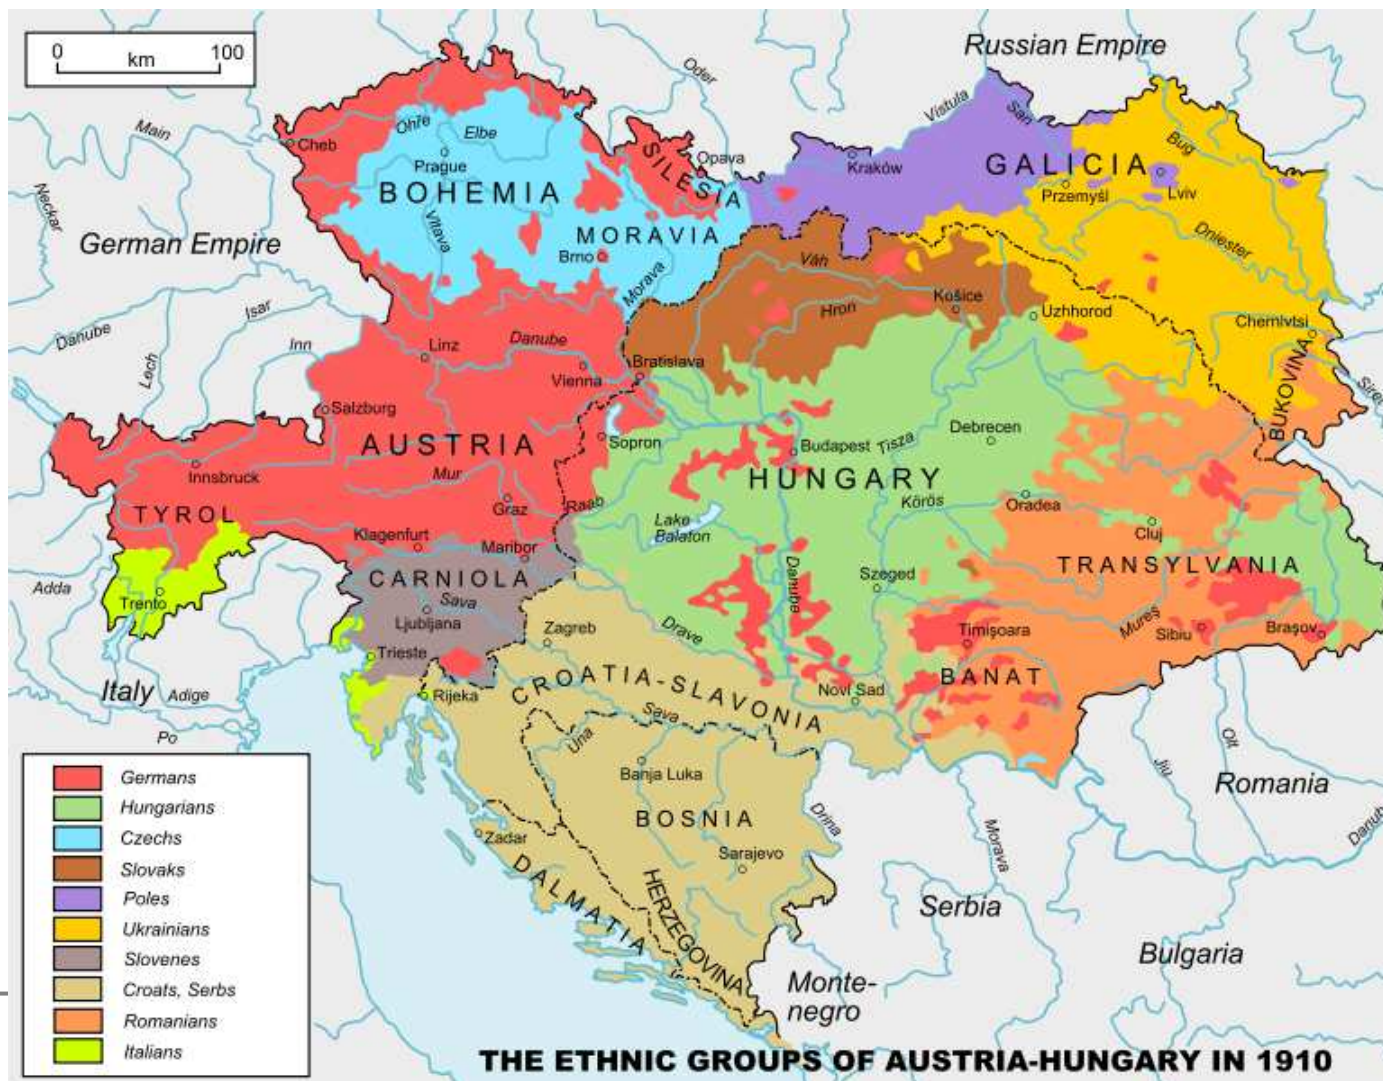 0 100
km
Russian Empire
Oder
Vistula
San
Main
Ohře
Elbe
Cheb
Prague
SILESIA
Opava
Kraków
GALICIA
Bug
Przemyśl
Lviv
Neckar
BOHEMIA
Vltava
MORAVIA
German Empire
Brno
Morava
Váh
Dniester
Košice
Hron
Uzhhorod
Chernivtsi
Danube
Isar
Lech
Inn
Linz
Danube
Vienna
Bratislava
BUKOVINA
Siret
Salzburg
AUSTRIA
Sopron
Budapest
Tisza
Debrecen
Innsbruck
Mur
HUNGARY
TYROL
Graz
Raab
Körös
Oradea
Klagenfurt
Lake
Balaton
Cluj
Maribor
CARNIOLA
Danube
Szeged
TRANSYLVANIA
Adda
Trento
Sava
Ljubljana
Zagreb
Drave
Timişoara
Mureş
Sibiu
Braşov
Trieste
BANAT
Italy
Adige
Rijeka
CROATIA-SLAVONIA
Novi Sad
Po
Sava
Una
Olt
Jiu
Banja Luka
Romania
BOSNIA
Drina
Morava
Danube
Zadar
Sarajevo
DALMATIA
HERZEGOVINA
Serbia
Bulgaria
Monte-
negro
Germans
Hungarians
Czechs
Slovaks
Poles
Ukrainians
Slovenes
Croats, Serbs
Romanians
Italians
THE ETHNIC GROUPS OF AUSTRIA-HUNGARY IN 1910